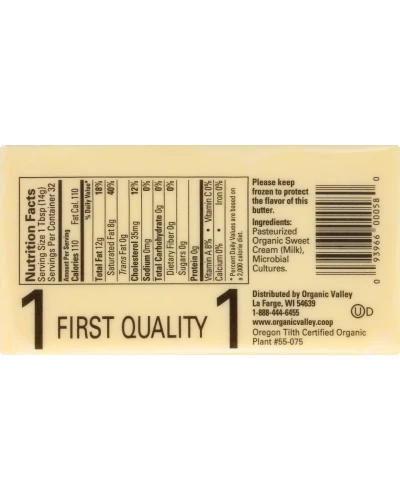 Nutrition Facts
Serving Size 1 Tbsp (14g)
Servings Per Container 32
Amount Per Serving
Calories 110 Fat Cal. 110
% Daily Value*
Total Fat 12g 18%
Saturated Fat 8g 40%
Trans Fat 0g
Cholesterol 35mg 12%
Sodium 0mg 0%
Total Carbohydrate 0g 0%
Dietary Fiber 0g 0%
Sugars 0g
Protein 0g
Vitamin A 8% • Vitamin C 0%
Calcium 0% • Iron 0%
* Percent Daily Values are based on
a 2,000 calorie diet.
Please keep
frozen to protect
the flavor of this
butter.
Ingredients:
Pasteurized
Organic Sweet
Cream (Milk),
Microbial
Cultures.
0 93966 00058 0
1 FIRST QUALITY 1
Distributed by Organic Valley
La Farge, WI 54639
1-888-444-6455
www.organicvalley.coop
Oregon Tilth Certified Organic
Plant #55-075
U D